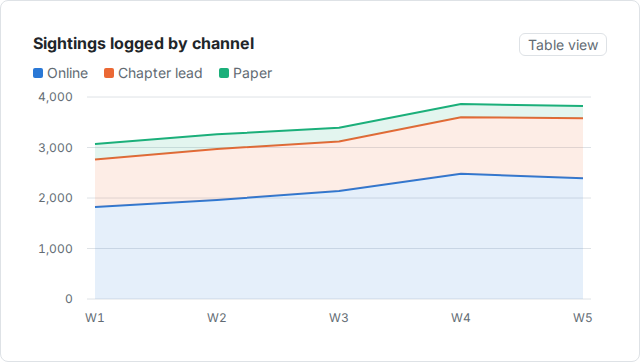 Sightings logged by channel
Table view
Online Chapter lead Paper
4,000
3,000
2,000
1,000
0
W1 W2 W3 W4 W5